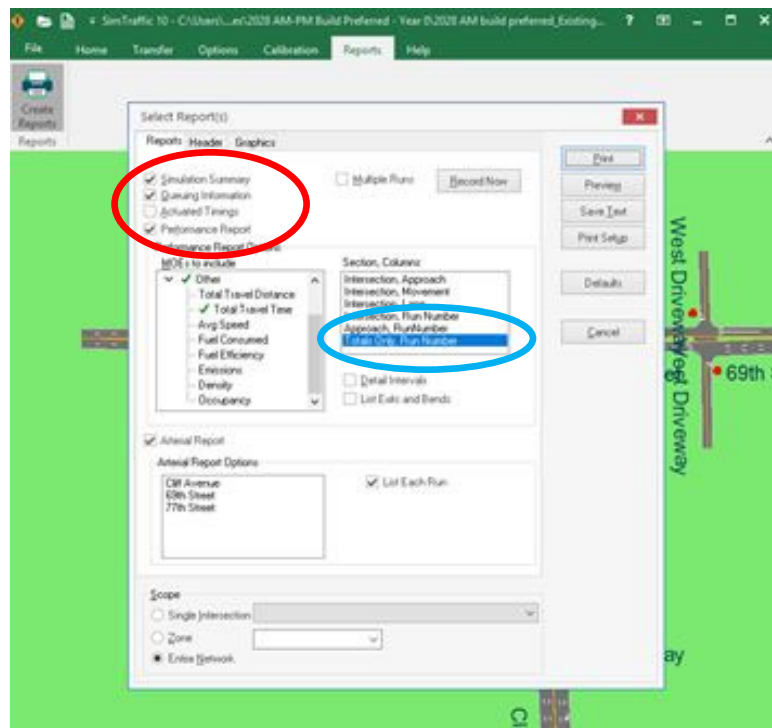 SimTraffic 10 - C:\Users\...er\2028 AM-PM Build Preferred - Year 0\2028 AM build preferred_Existing...
File Home Transfer Options Calibration Reports Help
Create Reports
Reports
Select Report(s)
Reports Header Graphics
Simulation Summary
Queuing Information
Actuated Timings
Performance Report
Multiple Runs
Record Now
Print
Preview
Save Text
Print Setup
Defaults
Cancel
Performance Report Options
MOEs to include
Other
Total Travel Distance
Total Travel Time
Avg Speed
Fuel Consumed
Fuel Efficiency
Emissions
Density
Occupancy
Section, Columns
Intersection, Approach
Intersection, Movement
Intersection, Lane
Intersection, Run Number
Approach, RunNumber
Totals Only, Run Number
Detail Intervals
List Exits and Bends
Arterial Report
Arterial Report Options
Cliff Avenue
69th Street
77th Street
List Each Run
Scope
Single Intersection
Zone
Entire Network
West Driveway
West Driveway
69th
ay